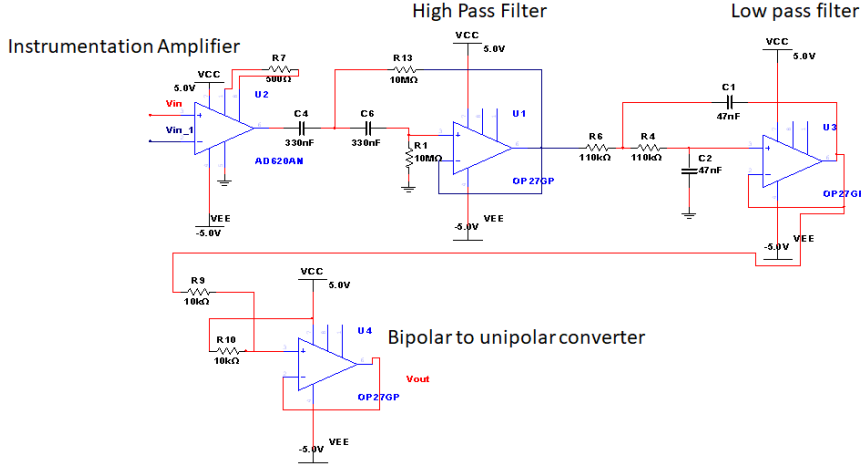 High Pass Filter
Low pass filter
Instrumentation Amplifier
VCC
5.0V
R7
500Ω
U2
Vin
Vin_1
AD620AN
VEE
-5.0V
C4
330nF
R13
10MΩ
C6
330nF
R1
10MΩ
VCC
5.0V
U1
OP27GP
VEE
-5.0V
R6
110kΩ
R4
110kΩ
C1
47nF
C2
47nF
VCC
5.0V
U3
OP27GP
VEE
-5.0V
R9
10kΩ
R10
10kΩ
VCC
5.0V
U4
Bipolar to unipolar converter
Vout
OP27GP
VEE
-5.0V